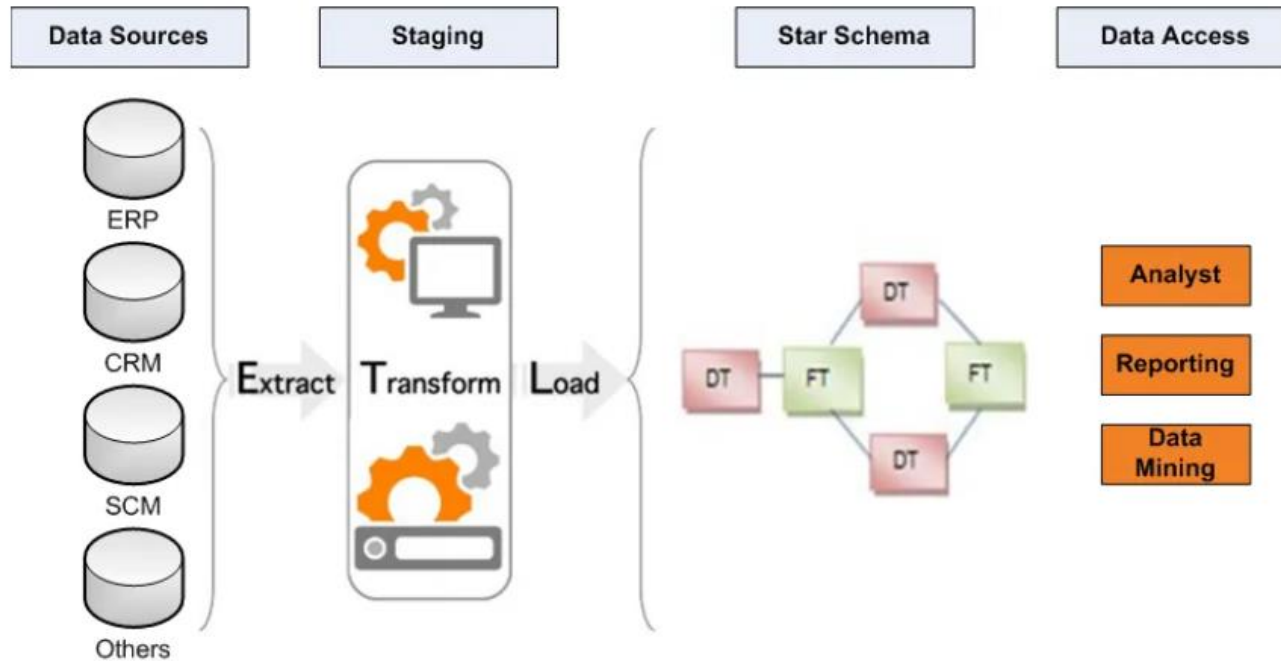 Data Sources
Staging
Star Schema
Data Access
ERP
CRM
SCM
Others
Extract
Transform
Load
DT
DT
FT
FT
DT
Analyst
Reporting
Data
Mining